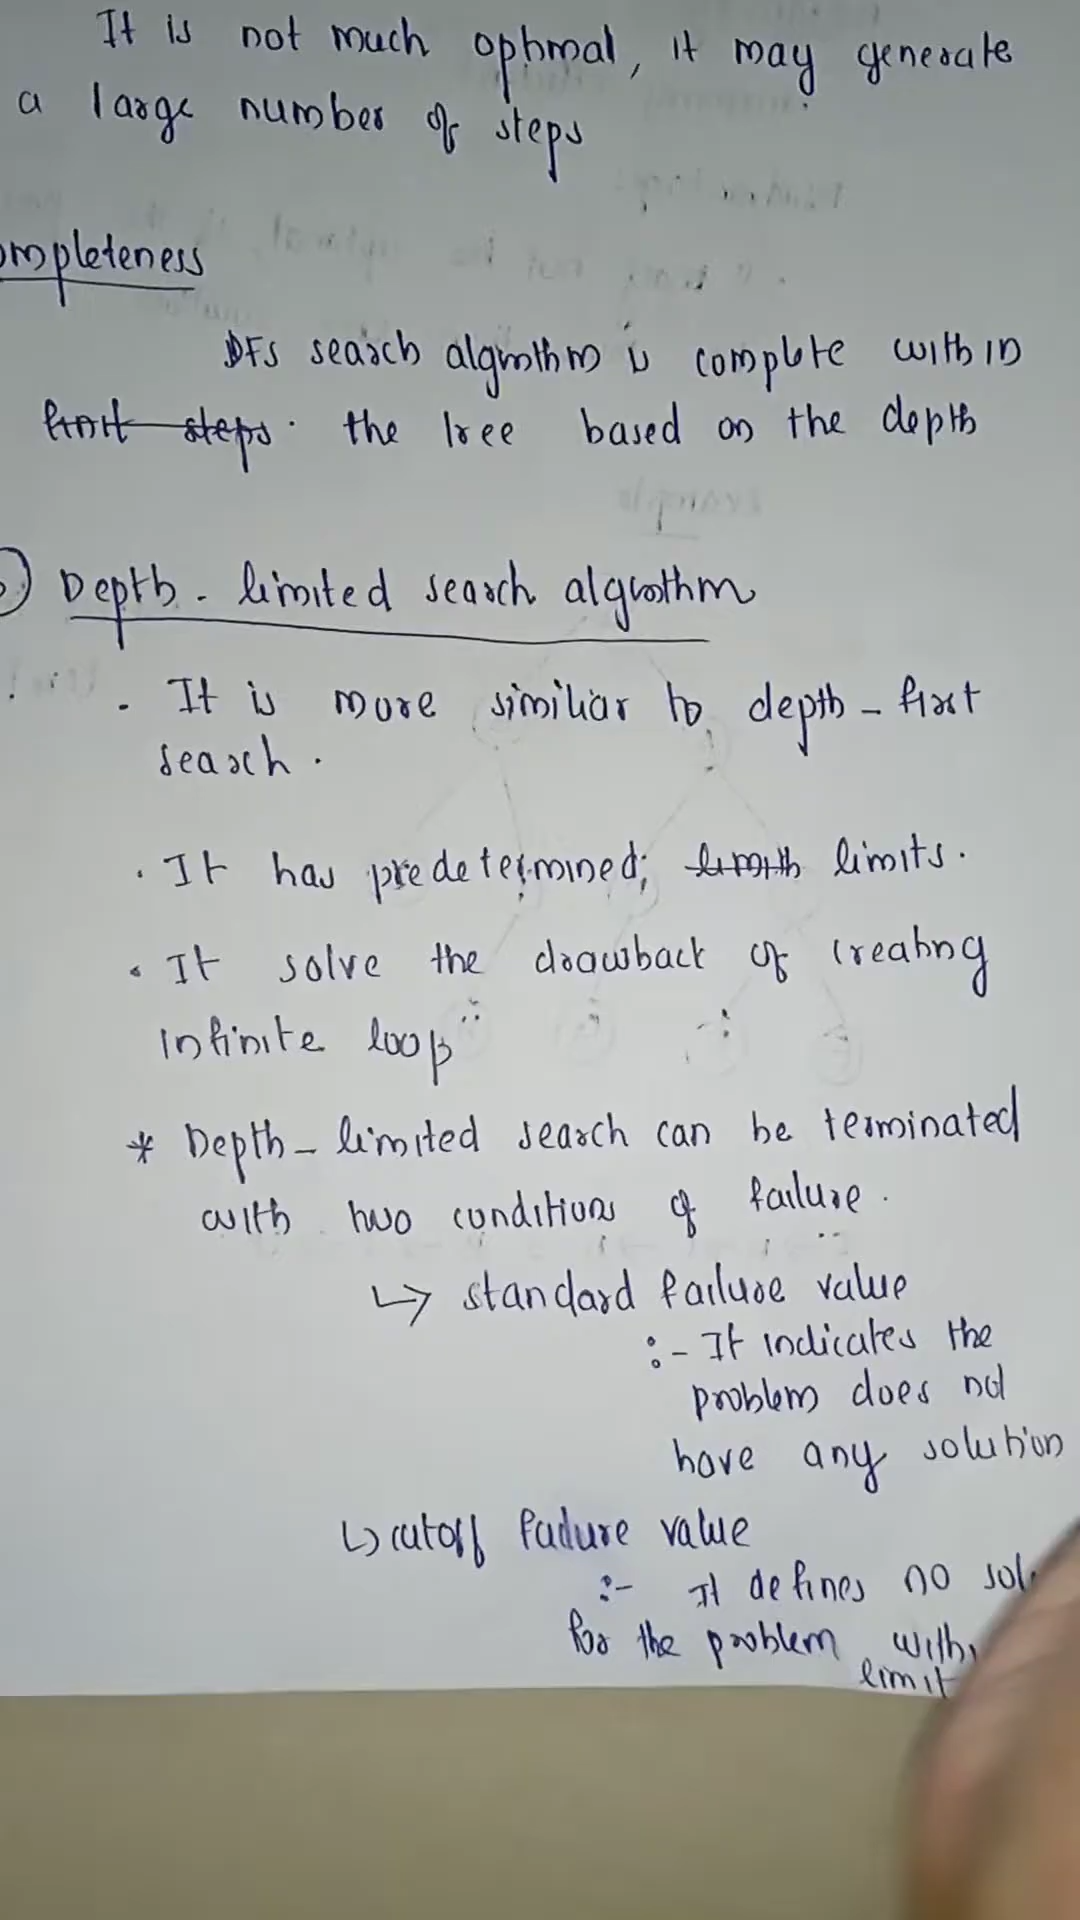 It is not much optimal, it may generate
a large number of steps
ompleteness
DFS search algorithm is complete within
finit steps. the tree based on the depth
) Depth - limited search algorithm
. It is more similiar to depth - first
search.
. It has predetermined, limits.
. It solve the drawback of creating
infinite loop
* Depth - limited search can be terminated
with two conditions of failure.
↳ standard failure value
:- It indicates the
problem does not
have any solution
↳ cutoff failure value
:- It defines no sol
for the problem with
limit